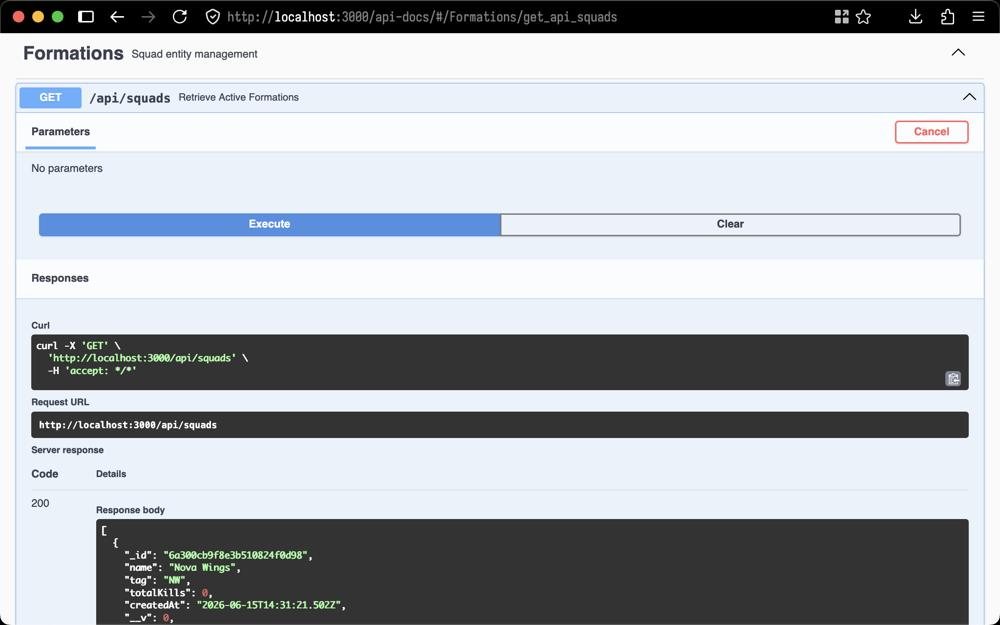 http://localhost:3000/api-docs/#/Formations/get_api_squads
Formations Squad entity management
GET /api/squads Retrieve Active Formations
Parameters Cancel
No parameters
Execute Clear
Responses
Curl
curl -X 'GET' \
'http://localhost:3000/api/squads' \
-H 'accept: */*'
Request URL
http://localhost:3000/api/squads
Server response
Code Details
200
Response body
[
{
"_id": "6a300cb9f8e3b510824f0d98",
"name": "Nova Wings",
"tag": "NW",
"totalKills": 0,
"createdAt": "2026-06-15T14:31:21.502Z",
"__v": 0,